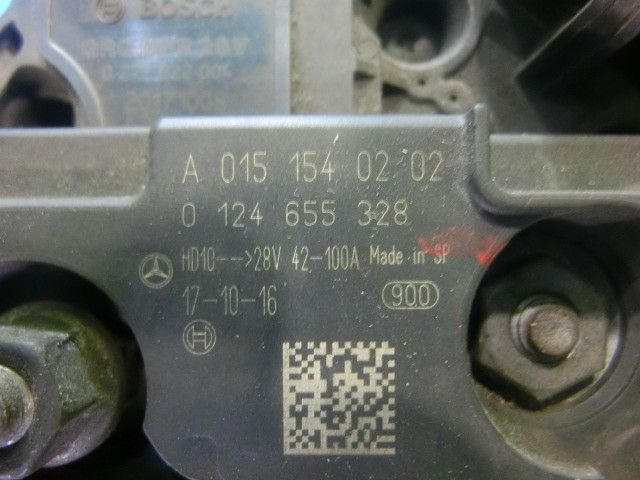 BOSCH
A 015 154 02 02
0 124 655 328
HD10-->28V 42-100A Made in SP
17-10-16
900